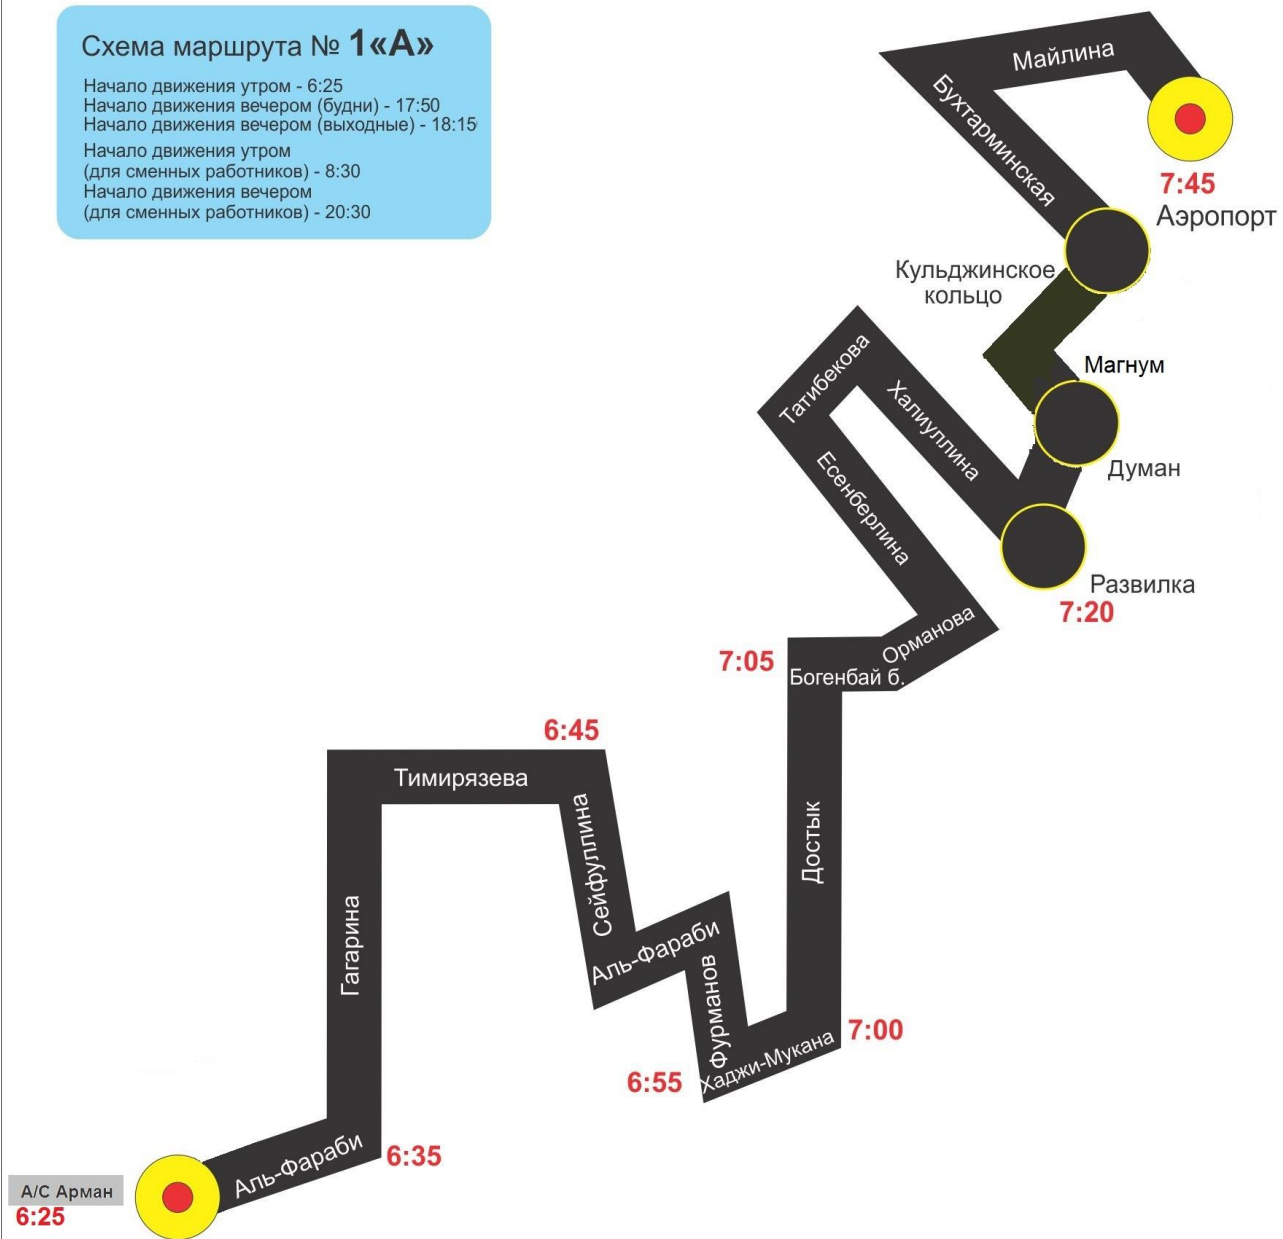 Схема маршрута № 1«А»
Начало движения утром - 6:25
Начало движения вечером (будни) - 17:50
Начало движения вечером (выходные) - 18:15
Начало движения утром
(для сменных работников) - 8:30
Начало движения вечером
(для сменных работников) - 20:30
Майлина
Бухтарминская
7:45
Аэропорт
Кульджинское
кольцо
Магнум
Татибекова
Халиуллина
Думан
Есенберлина
Развилка
7:20
Орманова
7:05
Богенбай б.
6:45
Тимирязева
Сейфуллина
Достык
Гагарина
Аль-Фараби
Фурманов
7:00
Хаджи-Мукана
6:55
Аль-Фараби
6:35
А/С Арман
6:25